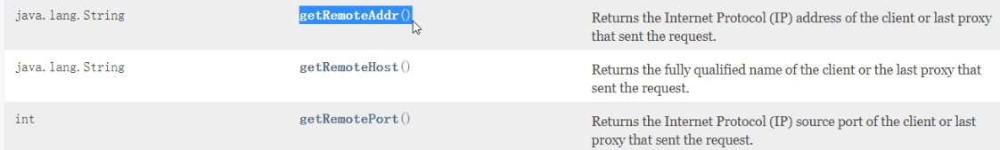 java.lang.String getRemoteAddr() Returns the Internet Protocol (IP) address of the client or last proxy
that sent the request.
java.lang.String getRemoteHost() Returns the fully qualified name of the client or the last proxy that
sent the request.
int getRemotePort() Returns the Internet Protocol (IP) source port of the client or last
proxy that sent the request.